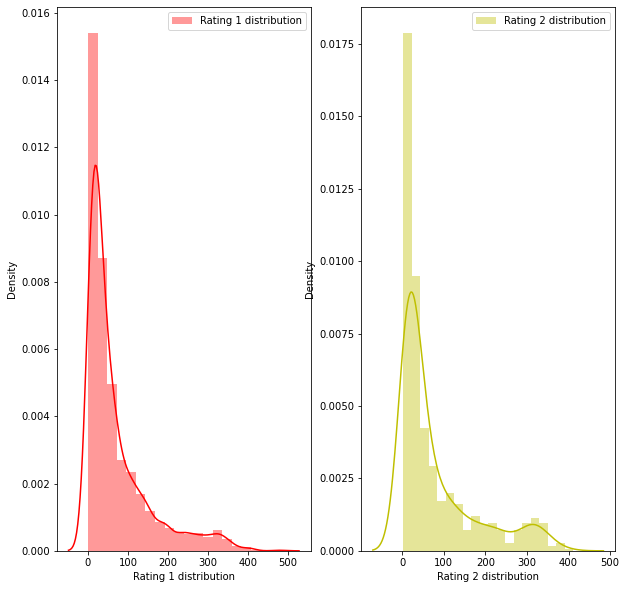 Rating 1 distribution
0.016
0.014
0.012
0.010
0.008
0.006
0.004
0.002
0.000
Density
0 100 200 300 400 500
Rating 1 distribution
Rating 2 distribution
0.0175
0.0150
0.0125
0.0100
0.0075
0.0050
0.0025
0.0000
Density
0 100 200 300 400 500
Rating 2 distribution